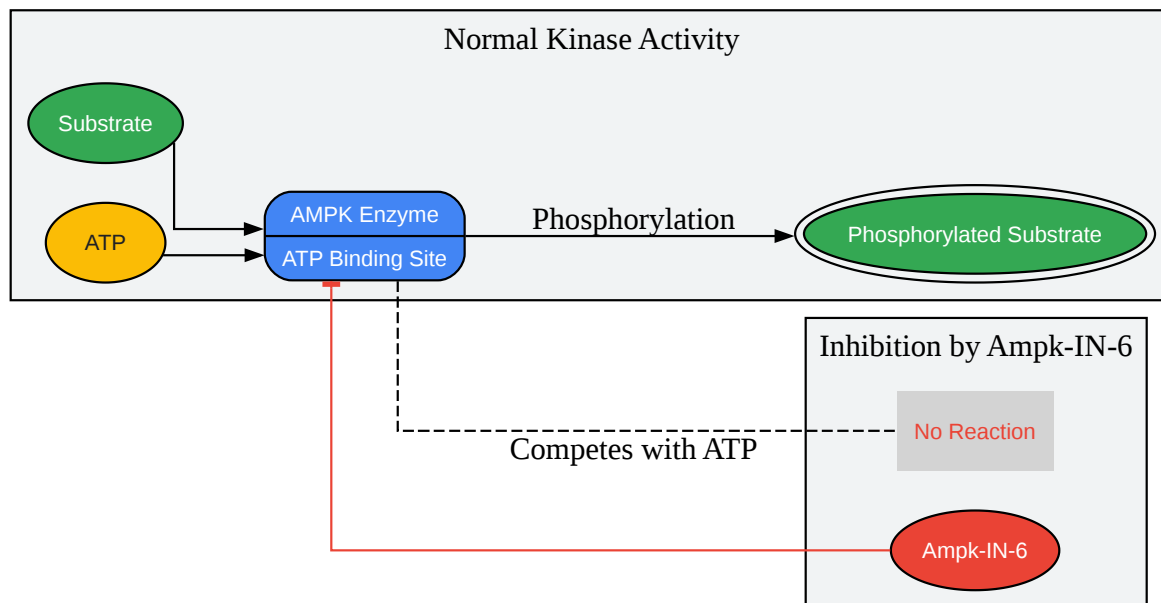 Normal Kinase Activity
Substrate
ATP
AMPK Enzyme
ATP Binding Site
Phosphorylation
Phosphorylated Substrate
Inhibition by Ampk-IN-6
No Reaction
Competes with ATP
Ampk-IN-6